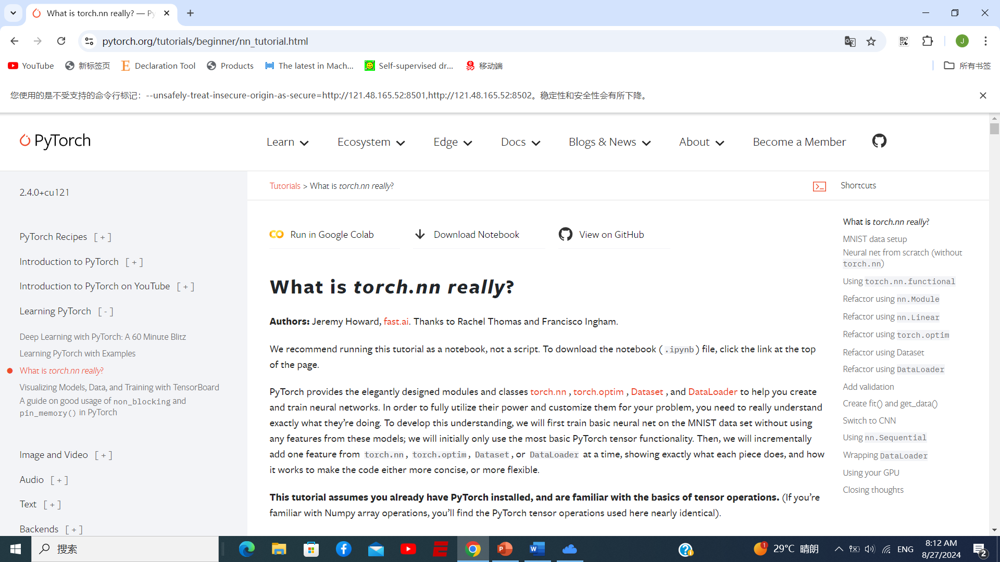 What is torch.nn really? — Py
pytorch.org/tutorials/beginner/nn_tutorial.html
J
YouTube
新标签页
Declaration Tool
Products
The latest in Mach...
Self-supervised dr...
移动端
所有书签
您使用的是不受支持的命令行标记：--unsafely-treat-insecure-origin-as-secure=http://121.48.165.52:8501,http://121.48.165.52:8502。稳定性和安全性会有所下降。
PyTorch
Learn
Ecosystem
Edge
Docs
Blogs & News
About
Become a Member
2.4.0+cu121
PyTorch Recipes [ + ]
Introduction to PyTorch [ + ]
Introduction to PyTorch on YouTube [ + ]
Learning PyTorch [ - ]
Deep Learning with PyTorch: A 60 Minute Blitz
Learning PyTorch with Examples
What is torch.nn really?
Visualizing Models, Data, and Training with TensorBoard
A guide on good usage of non_blocking and
pin_memory() in PyTorch
Image and Video [ + ]
Audio [ + ]
Text [ + ]
Backends [ + ]
Tutorials > What is torch.nn really?
Run in Google Colab
Download Notebook
View on GitHub
What is torch.nn really?
Authors: Jeremy Howard, fast.ai. Thanks to Rachel Thomas and Francisco Ingham.
We recommend running this tutorial as a notebook, not a script. To download the notebook (.ipynb) file, click the link at the top
of the page.
PyTorch provides the elegantly designed modules and classes torch.nn , torch.optim , Dataset , and DataLoader to help you create
and train neural networks. In order to fully utilize their power and customize them for your problem, you need to really understand
exactly what they’re doing. To develop this understanding, we will first train basic neural net on the MNIST data set without using
any features from these models; we will initially only use the most basic PyTorch tensor functionality. Then, we will incrementally
add one feature from torch.nn, torch.optim, Dataset, or DataLoader at a time, showing exactly what each piece does, and how
it works to make the code either more concise, or more flexible.
This tutorial assumes you already have PyTorch installed, and are familiar with the basics of tensor operations. (If you’re
familiar with Numpy array operations, you’ll find the PyTorch tensor operations used here nearly identical).
Shortcuts
What is torch.nn really?
MNIST data setup
Neural net from scratch (without
torch.nn)
Using torch.nn.functional
Refactor using nn.Module
Refactor using nn.Linear
Refactor using torch.optim
Refactor using Dataset
Refactor using DataLoader
Add validation
Create fit() and get_data()
Switch to CNN
Using nn.Sequential
Wrapping DataLoader
Using your GPU
Closing thoughts
搜索
1
29°C 晴朗
ENG
8:12 AM
8/27/2024
2